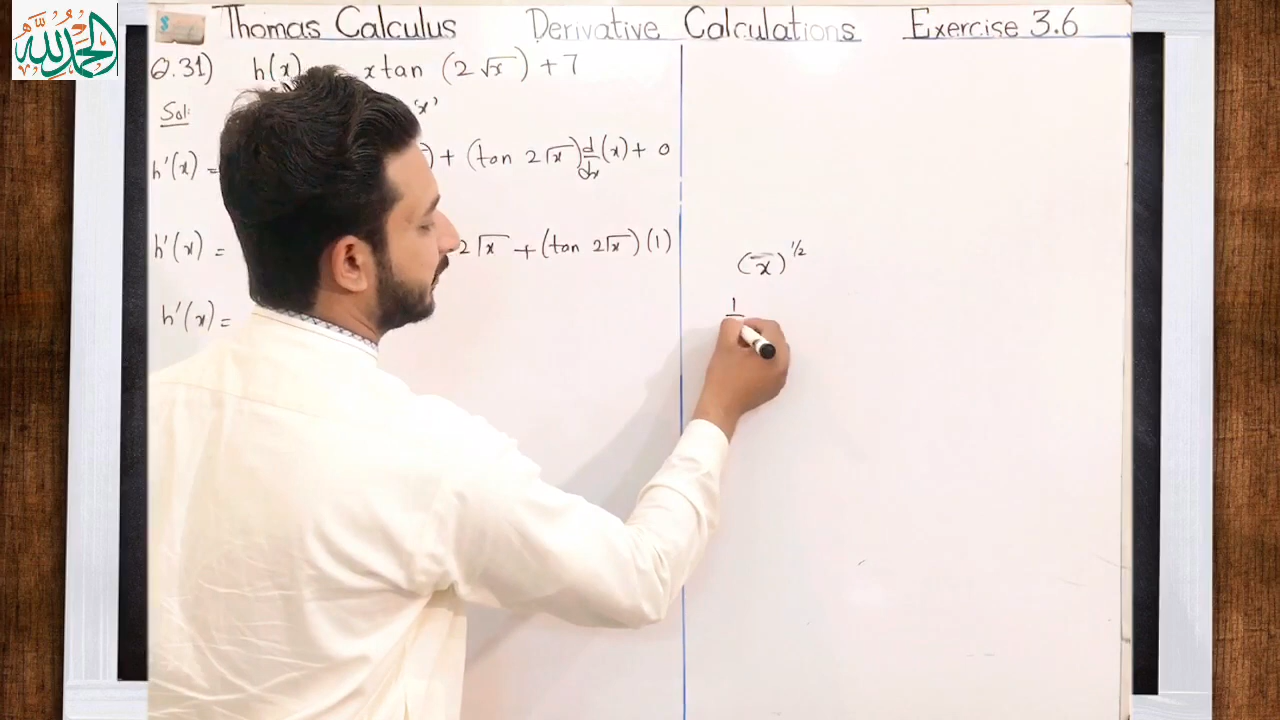 الحمد لله
Thomas Calculus Derivative Calculations Exercise 3.6
Q.31) h(x) x tan (2√x) + 7
Sol: 'x'
h'(x) = ) + (tan 2√x) d/dx (x) + 0
h'(x) = 2√x + (tan 2√x) (1)
(x)^1/2
h'(x) =
1